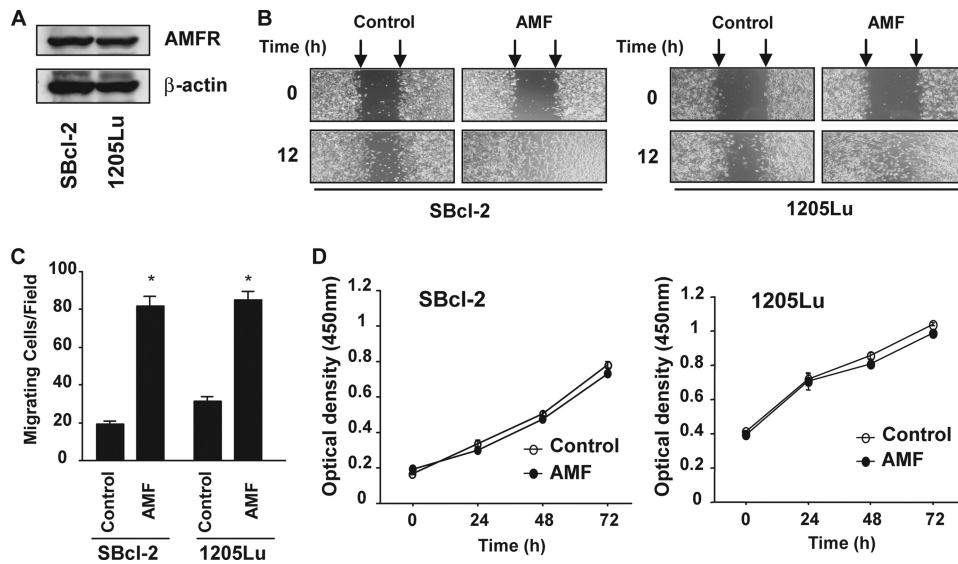 A
AMFR
β-actin
SBcl-2
1205Lu
B
Control AMF
Time (h)
0
12
SBcl-2
Control AMF
Time (h)
0
12
1205Lu
C
Migrating Cells/Field
100
80
60
40
20
0
Control
AMF
Control
AMF
SBcl-2
1205Lu
D
Optical density (450nm)
1.2
1
0.8
0.6
0.4
0.2
0
SBcl-2
Control
AMF
0 24 48 72
Time (h)
Optical density (450nm)
1.2
1
0.8
0.6
0.4
0.2
0
1205Lu
Control
AMF
0 24 48 72
Time (h)